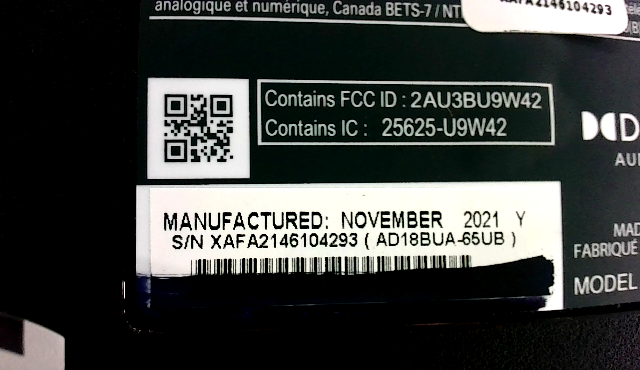 analogique et numérique, Canada BETS-7 / NT
XAFA2146104293
Contains FCC ID : 2AU3BU9W42
Contains IC : 25625-U9W42
AU
MANUFACTURED: NOVEMBER 2021 Y
S/N XAFA2146104293 ( AD18BUA-65UB )
MAD
FABRIQUÉ
MODEL